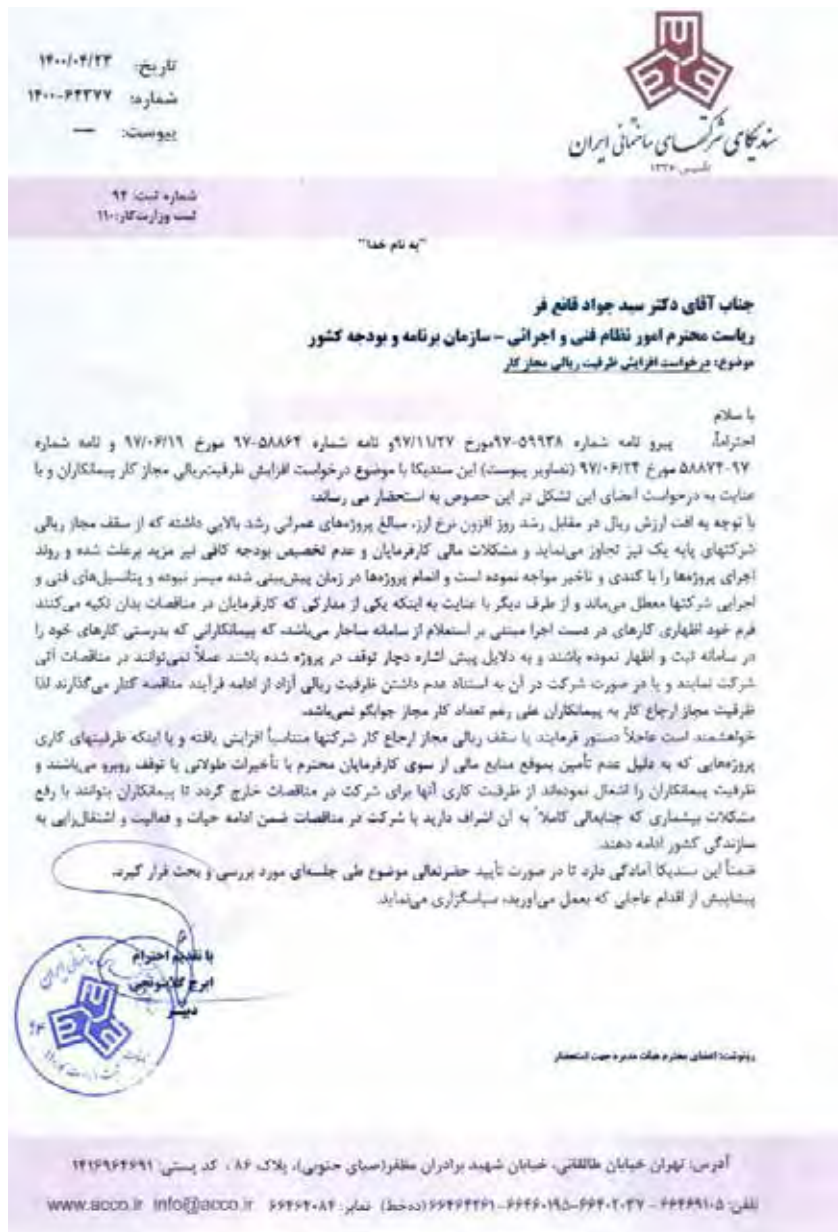 تاریخ: ۱۴۰۰/۰۴/۲۳
شماره: ۱۴۰۰-۶۴۳۷۷
پیوست: —
سندیکای شرکتهای ساختمانی ایران
تأسیس ۱۳۲۶
شماره ثبت: ۹۴
ثبت وزارت کار: ۱۱۰
"به نام خدا"
جناب آقای دکتر سید جواد قانع فر
ریاست محترم امور نظام فنی و اجرائی – سازمان برنامه و بودجه کشور
موضوع: درخواست افزایش ظرفیت ریالی مجاز کار
با سلام
احتراماً، پیرو نامه شماره ۵۹۹۳۸-۹۷مورخ ۹۷/۱۱/۲۷و نامه شماره ۵۸۸۶۴-۹۷ مورخ ۹۷/۰۶/۱۹ و نامه شماره
۵۸۸۷۴-۹۷ مورخ ۹۷/۰۶/۲۴ (تصاویر پیوست) این سندیکا با موضوع درخواست افزایش ظرفیت‌ریالی مجاز کار پیمانکاران و با
عنایت به درخواست اعضای این تشکل در این خصوص به استحضار می رساند:
با توجه به افت ارزش ریال در مقابل رشد روز افزون نرخ ارز، مبالغ پروژه‌های عمرانی رشد بالایی داشته که از سقف مجاز ریالی
شرکتهای پایه یک نیز تجاوز می‌نماید و مشکلات مالی کارفرمایان و عدم تخصیص بودجه کافی نیز مزید برعلت شده و روند
اجرای پروژه‌ها را با کندی و تاخیر مواجه نموده است و اتمام پروژه‌ها در زمان پیش‌بینی شده میسر نبوده و پتانسیل‌های فنی و
اجرایی شرکتها معطل می‌ماند و از طرف دیگر با عنایت به اینکه یکی از مدارکی که کارفرمایان در مناقصات بدان تکیه می‌کنند
فرم خود اظهاری کارهای در دست اجرا مبتنی بر استعلام از سامانه ساجار می‌باشد، که پیمانکارانی که بدرستی کارهای خود را
در سامانه ثبت و اظهار نموده باشند و به دلایل پیش اشاره دچار توقف در پروژه شده باشند عملاً نمی‌توانند در مناقصات آتی
شرکت نمایند و یا در صورت شرکت در آن به استناد عدم داشتن ظرفیت ریالی آزاد از ادامه فرآیند مناقصه کنار می‌گذارند لذا
ظرفیت مجاز ارجاع کار به پیمانکاران علی رغم تعداد کار مجاز جوابگو نمی‌باشد.
خواهشمند است عاجلاً دستور فرمایند یا سقف ریالی مجاز ارجاع کار شرکتها متناسباً افزایش یافته و یا اینکه ظرفیتهای کاری
پروژه‌هایی که به دلیل عدم تأمین بموقع منابع مالی از سوی کارفرمایان محترم با تأخیرات طولانی یا توقف روبرو می‌باشند و
ظرفیت پیمانکاران را اشغال نموده‌اند از ظرفیت کاری آنها برای شرکت در مناقصات خارج گردد تا پیمانکاران بتوانند با رفع
مشکلات بیشماری که جنابعالی کاملاً به آن اشراف دارید با شرکت در مناقصات ضمن ادامه حیات و فعالیت و اشتغال‌زایی به
سازندگی کشور ادامه دهند.
ضمناً این سندیکا آمادگی دارد تا در صورت تأیید حضرتعالی موضوع طی جلسه‌ای مورد بررسی و بحث قرار گیرد.
پیشاپیش از اقدام عاجلی که بعمل می‌آورید، سپاسگزاری می‌نماید.
با تقدیم احترام
ایرج گلابتونچی
دبیر
۹۴
رونوشت: اعضای محترم هیأت مدیره جهت استحضار
آدرس: تهران خیابان طالقانی، خیابان شهید برادران مظفر(صبای جنوبی)، پلاک ۸۶ ، کد پستی: ۱۴۱۶۹۶۴۶۹۱
تلفن: ۶۶۴۶۹۱۰۵ – ۶۶۴۰۲۰۳۷–۶۶۴۶۰۱۹۵–۶۶۴۶۴۲۶۱(ده‌خط) نمابر: ۶۶۴۶۴۰۸۴ www.acco.ir info@acco.ir